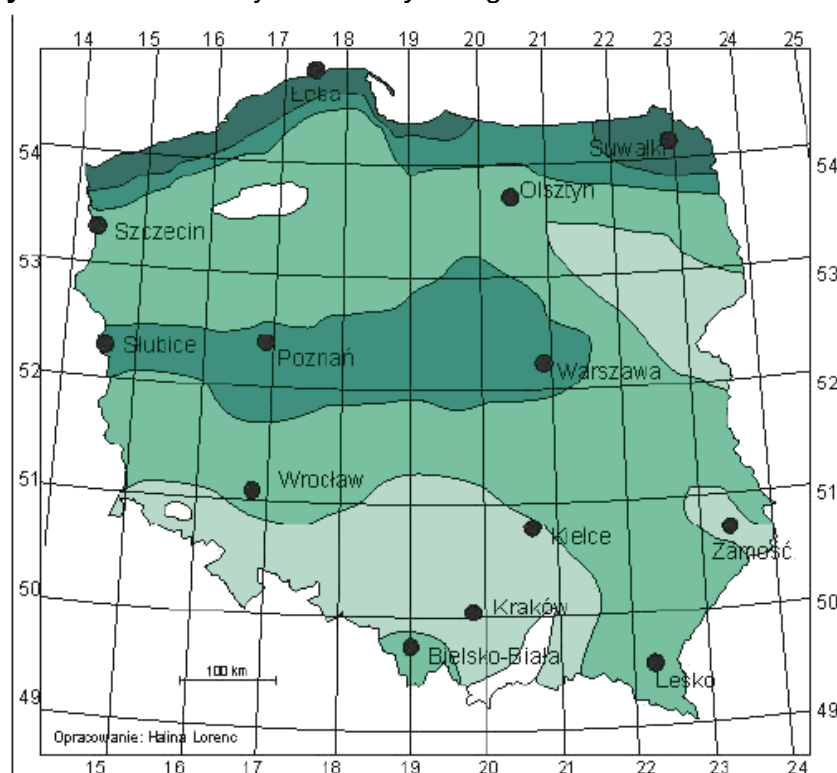 14 15 16 17 18 19 20 21 22 23 24 25
Łeba
54 Suwałki 54
Olsztyn
Szczecin
53 53
Słubice Poznań Warszawa
52 52
Wrocław
51 51
Kielce
Zamość
50 Kraków 50
Bielsko-Biała
Lesko
100 km
49 49
Opracowanie: Halina Lorenc
15 16 17 18 19 20 21 22 23 24